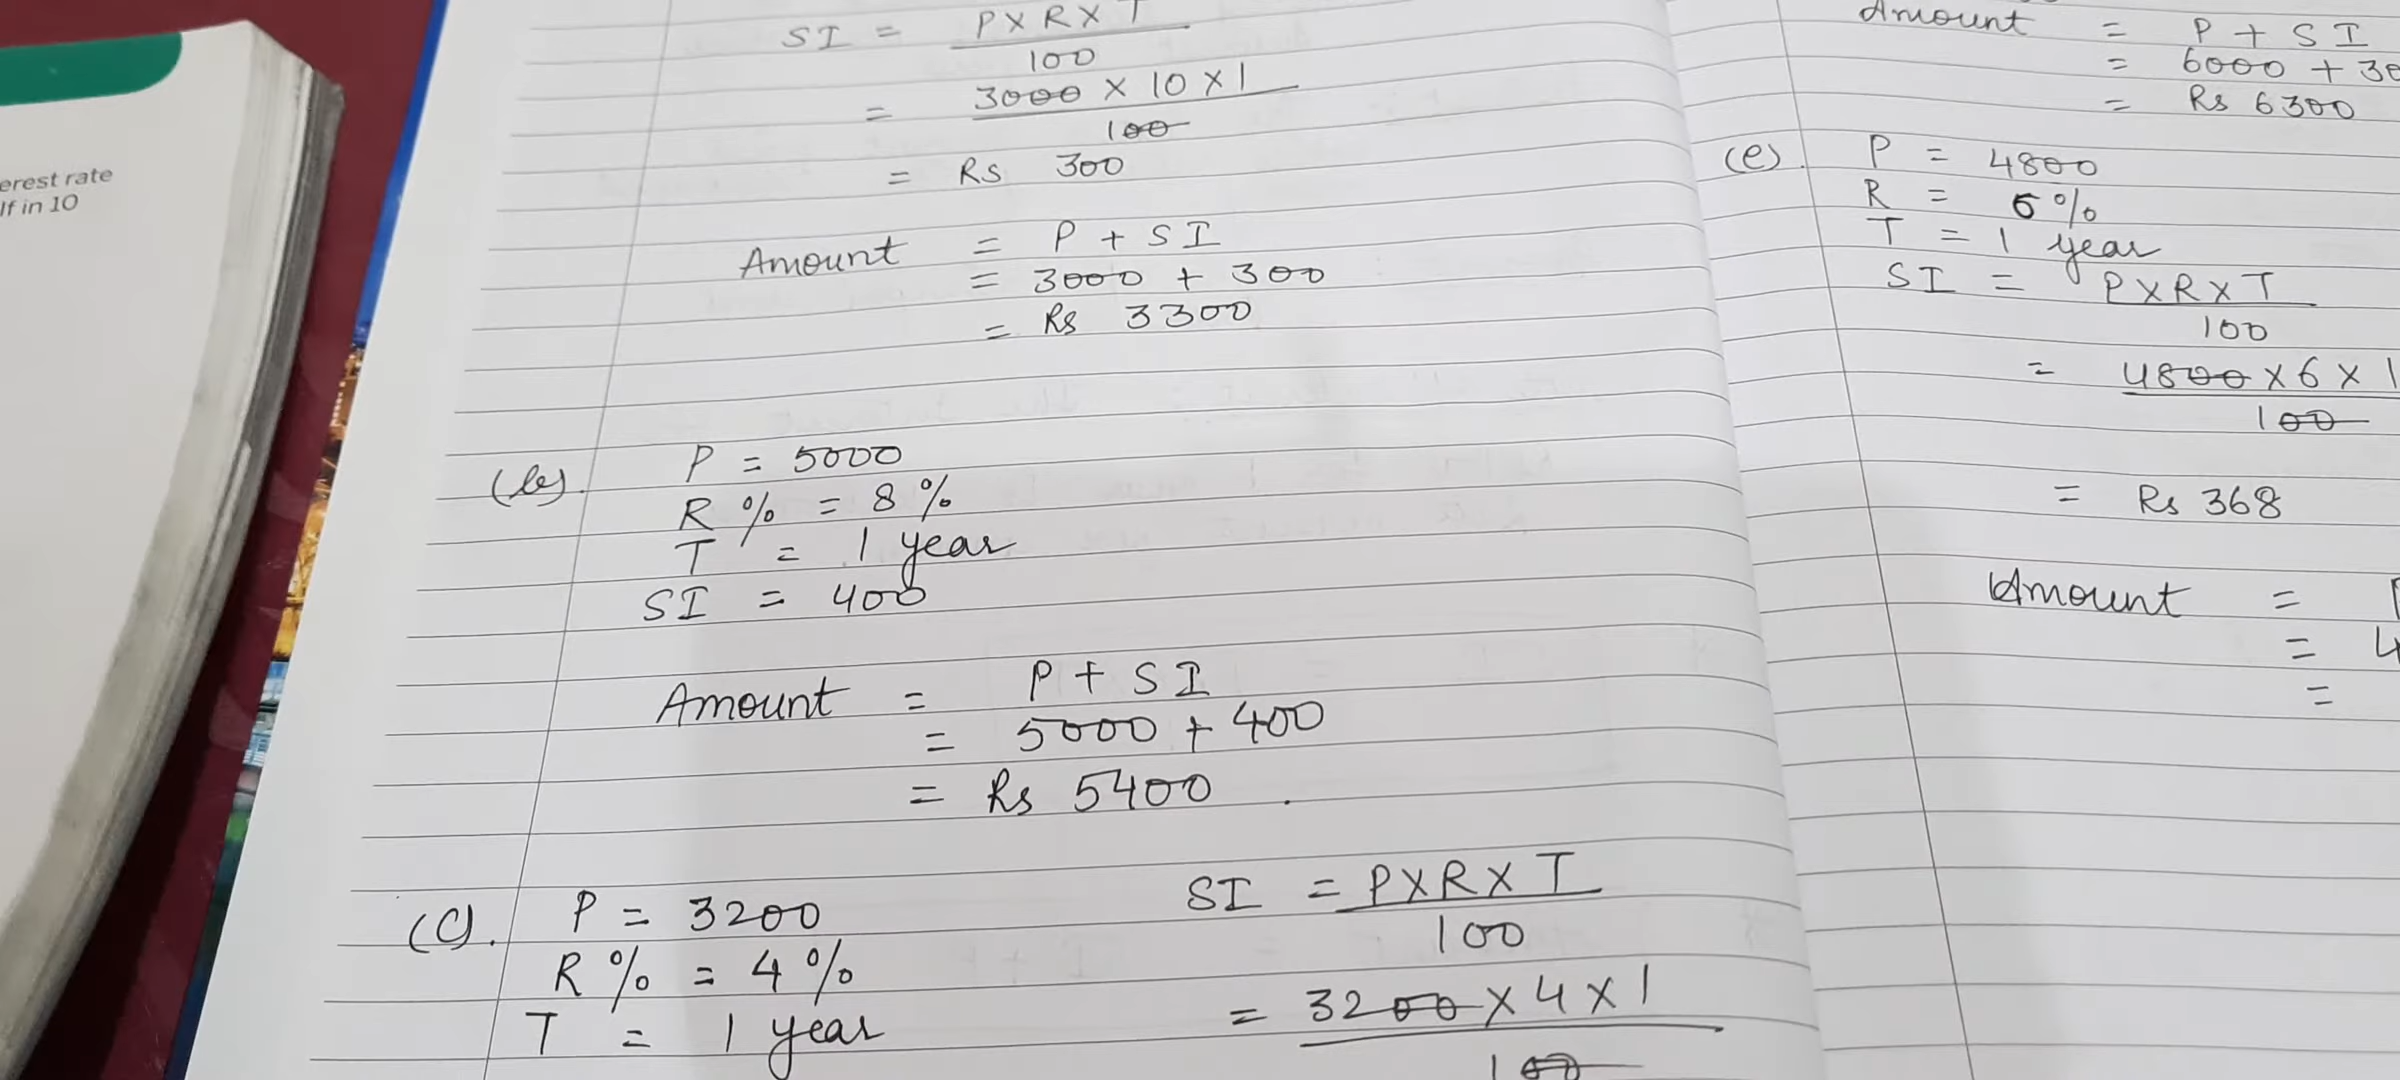 erest rate
lf in 10
SI = P X R X T
100
= 3000 X 10 X 1
100
= Rs 300
Amount = P + SI
= 3000 + 300
= Rs 3300
(b). P = 5000
R % = 8 %
T = 1 year
SI = 400
Amount = P + SI
= 5000 + 400
= Rs 5400 .
(C). P = 3200
R % = 4 %
T = 1 year
SI = P X R X T
100
= 3200 X 4 X 1
100
Amount = P + SI
= 6000 + 30
= Rs 6300
(e). P = 4800
R = 6 %
T = 1 year
SI = P X R X T
100
= 4800 X 6 X 1
100
= Rs 368
Amount =
= 4
=